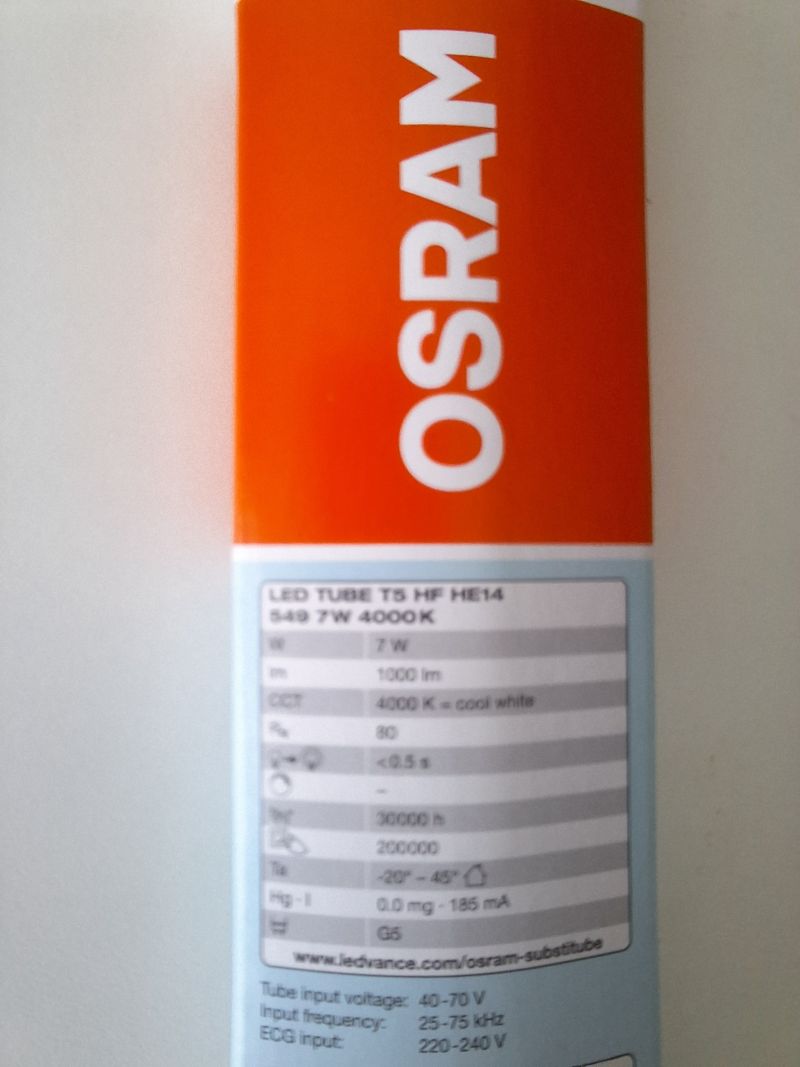 OSRAM
LED TUBE T5 HF HE14
549 7W 4000K
W 7 W
lm 1000 lm
CCT 4000 K = cool white
Ra 80
<0.5 s
–
30000 h
200000
Ta -20° – 45°
Hg - I 0.0 mg - 185 mA
G5
www.ledvance.com/osram-substitube
Tube input voltage: 40-70 V
Input frequency: 25-75 kHz
ECG input: 220-240 V